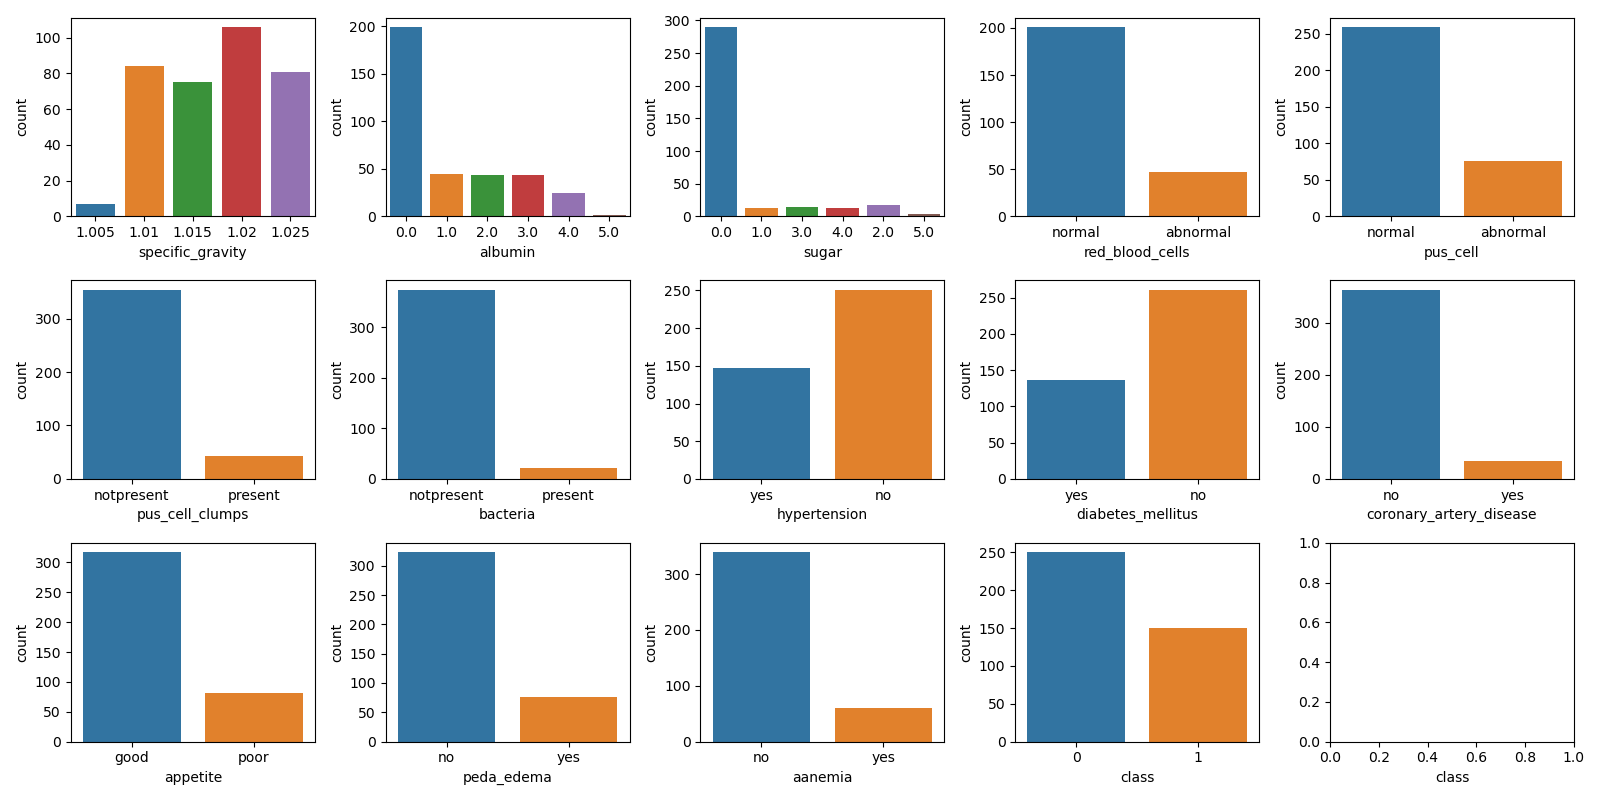 100
80
60
40
20
0
count
1.005 1.01 1.015 1.02 1.025
specific_gravity
200
150
100
50
0
count
0.0 1.0 2.0 3.0 4.0 5.0
albumin
300
250
200
150
100
50
0
count
0.0 1.0 3.0 4.0 2.0 5.0
sugar
200
150
100
50
0
count
normal abnormal
red_blood_cells
250
200
150
100
50
0
count
normal abnormal
pus_cell
300
200
100
0
count
notpresent present
pus_cell_clumps
300
200
100
0
count
notpresent present
bacteria
250
200
150
100
50
0
count
yes no
hypertension
250
200
150
100
50
0
count
yes no
diabetes_mellitus
300
200
100
0
count
no yes
coronary_artery_disease
300
250
200
150
100
50
0
count
good poor
appetite
300
250
200
150
100
50
0
count
no yes
peda_edema
300
200
100
0
count
no yes
aanemia
250
200
150
100
50
0
count
0 1
class
1.0
0.8
0.6
0.4
0.2
0.0
0.0 0.2 0.4 0.6 0.8 1.0
class